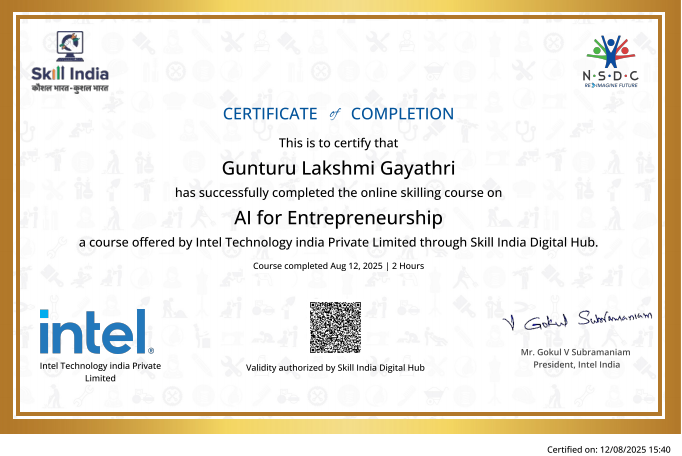 Skill India
कौशल भारत-कुशल भारत
N·S·D·C
RE-IMAGINE FUTURE
CERTIFICATE of COMPLETION
This is to certify that
Gunturu Lakshmi Gayathri
has successfully completed the online skilling course on
AI for Entrepreneurship
a course offered by Intel Technology india Private Limited through Skill India Digital Hub.
Course completed Aug 12, 2025 | 2 Hours
intel.
Intel Technology india Private
Limited
Validity authorized by Skill India Digital Hub
V Gokul Subramaniam
Mr. Gokul V Subramaniam
President, Intel India
Certified on: 12/08/2025 15:40